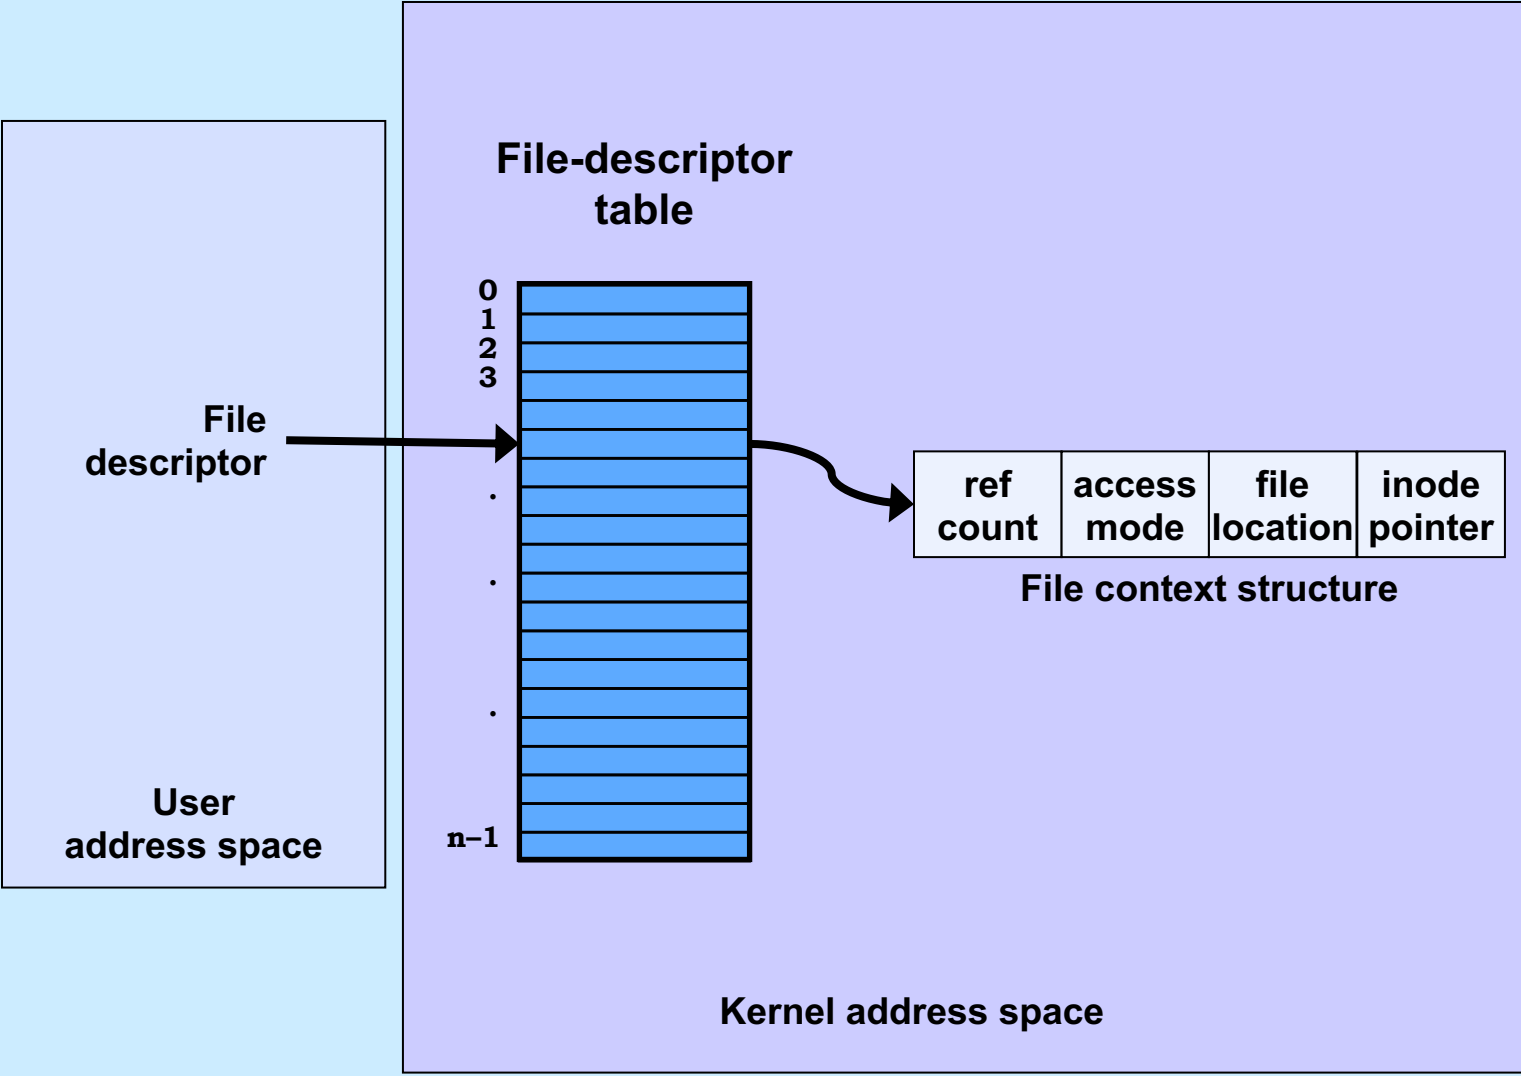 File-descriptor
table
0
1
2
3
.
.
.
n–1
File
descriptor
User
address space
ref
count
access
mode
file
location
inode
pointer
File context structure
Kernel address space